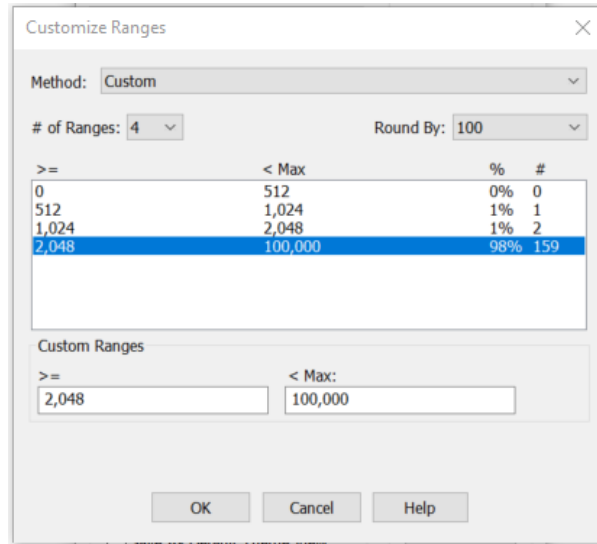 Customize Ranges
Method: Custom
# of Ranges: 4 Round By: 100
>= < Max % #
0 512 0% 0
512 1,024 1% 1
1,024 2,048 1% 2
2,048 100,000 98% 159
Custom Ranges
>= < Max:
2,048 100,000
OK Cancel Help